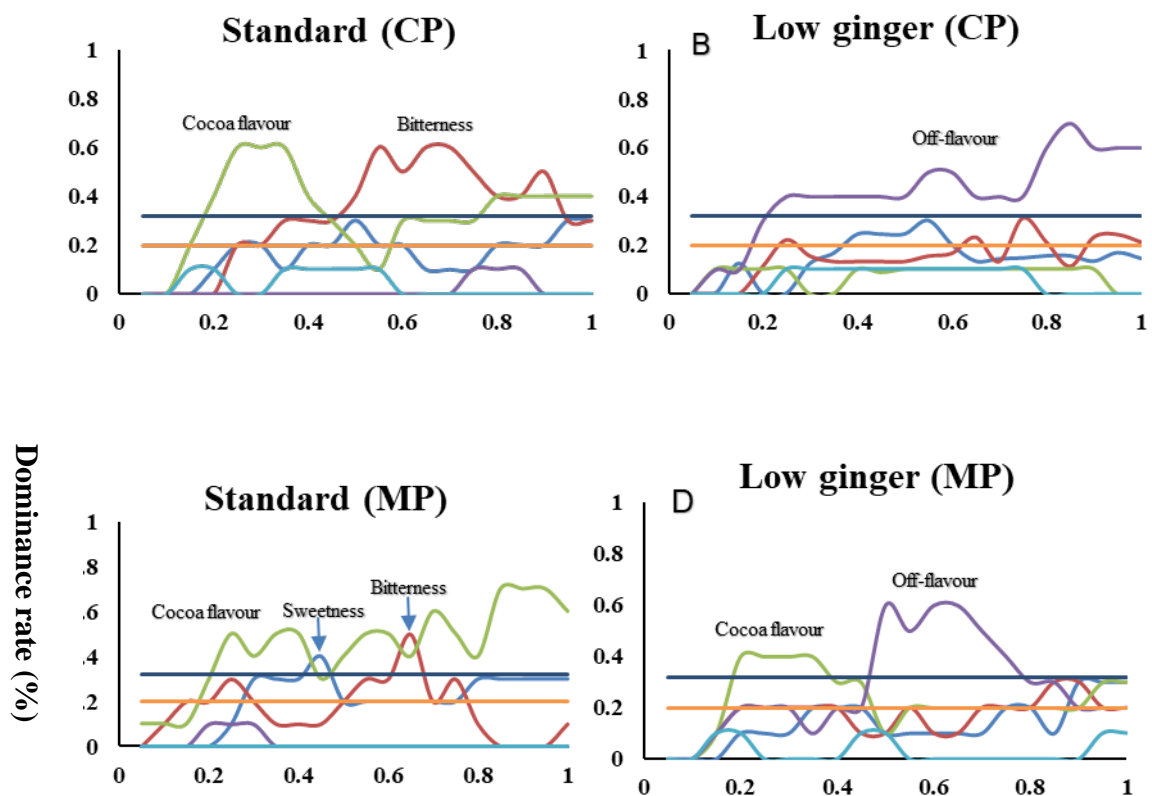 Standard (CP)
1
0.8
0.6
0.4
0.2
0
Cocoa flavour
Bitterness
0 0.2 0.4 0.6 0.8 1
B
Low ginger (CP)
1
0.8
0.6
0.4
0.2
0
Off-flavour
0 0.2 0.4 0.6 0.8 1
Dominance rate (%)
Standard (MP)
1
.8
.6
.4
.2
0
Cocoa flavour
Sweetness
Bitterness
0 0.2 0.4 0.6 0.8 1
Low ginger (MP)
D
1
0.8
0.6
0.4
0.2
0
Cocoa flavour
Off-flavour
0 0.2 0.4 0.6 0.8 1